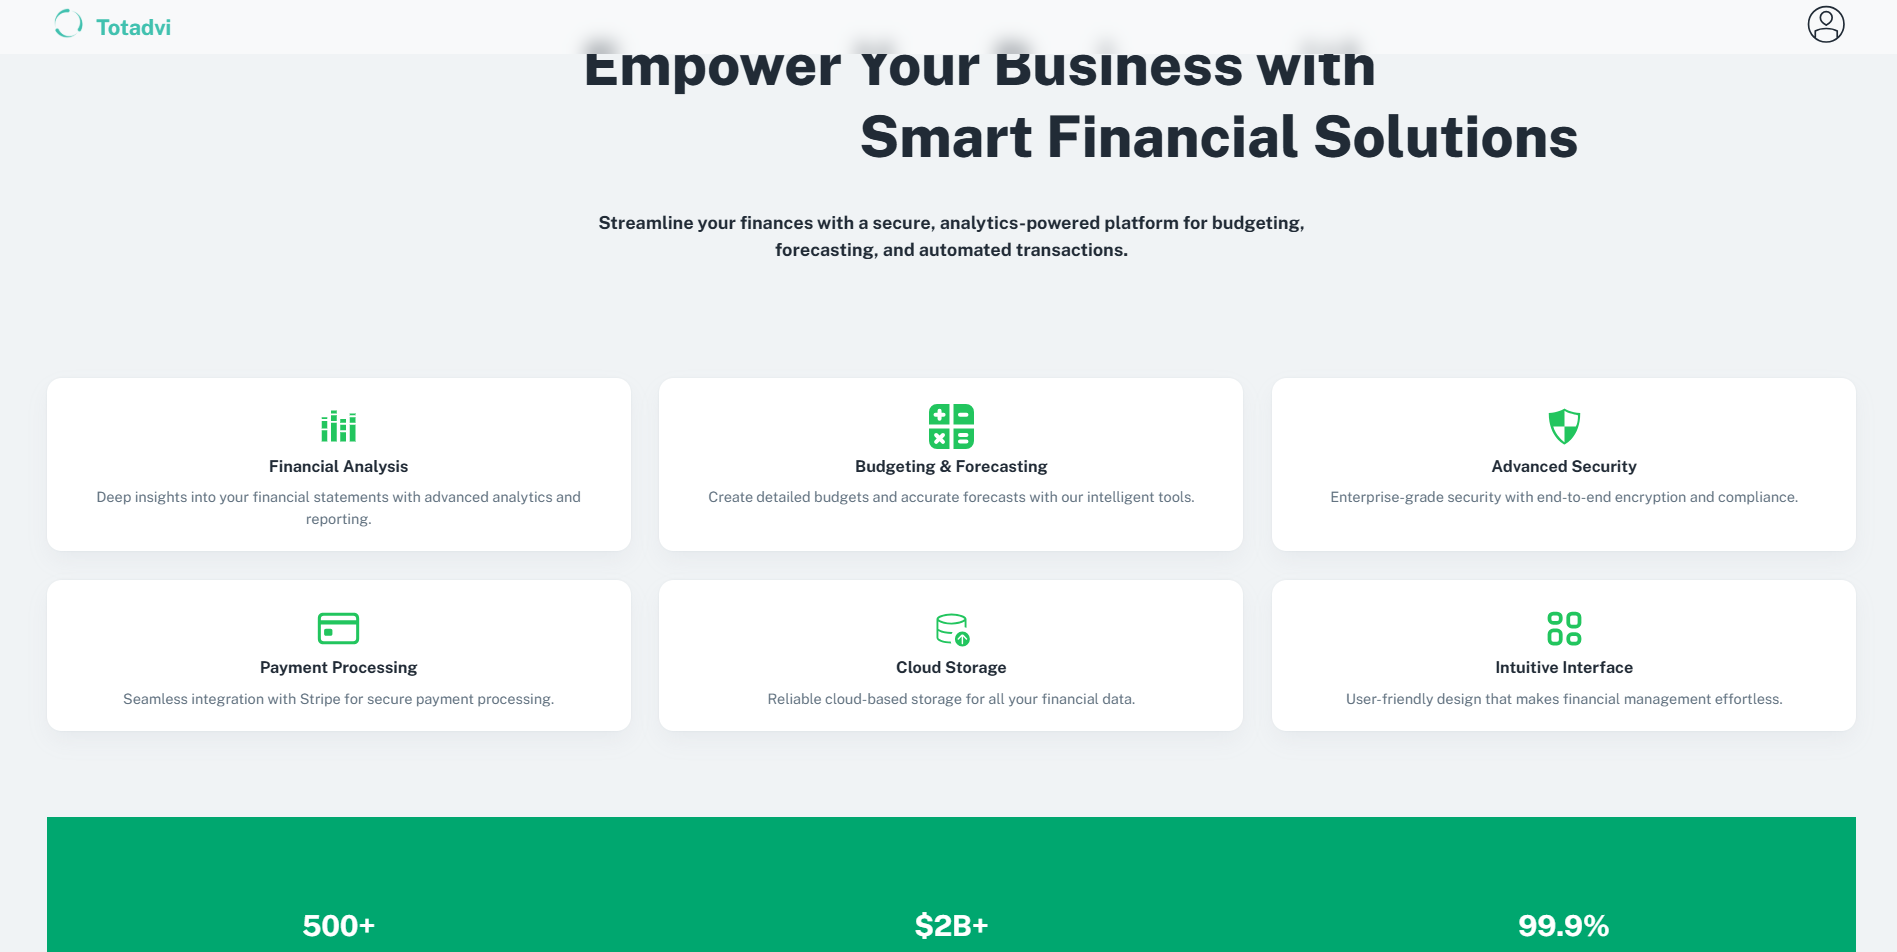 Totadvi
Empower Your Business with
Smart Financial Solutions
Streamline your finances with a secure, analytics-powered platform for budgeting,
forecasting, and automated transactions.
Financial Analysis
Deep insights into your financial statements with advanced analytics and
reporting.
Budgeting & Forecasting
Create detailed budgets and accurate forecasts with our intelligent tools.
Advanced Security
Enterprise-grade security with end-to-end encryption and compliance.
Payment Processing
Seamless integration with Stripe for secure payment processing.
Cloud Storage
Reliable cloud-based storage for all your financial data.
Intuitive Interface
User-friendly design that makes financial management effortless.
500+
$2B+
99.9%